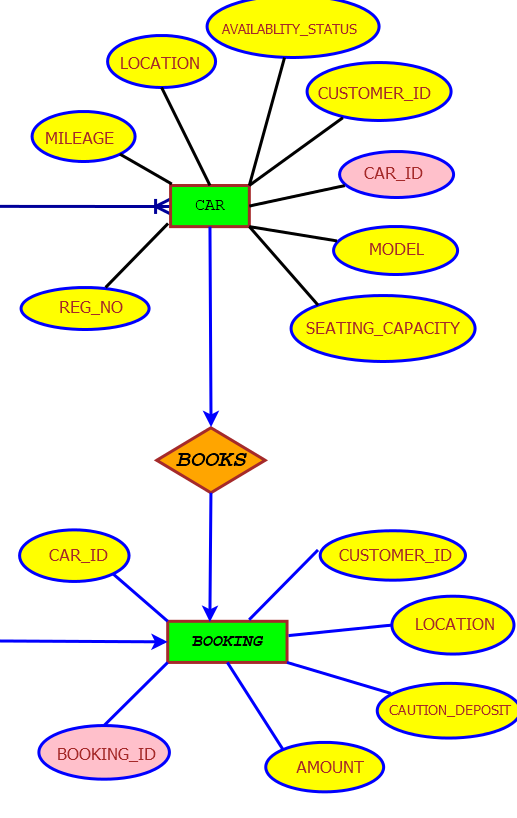 AVAILABLITY_STATUS
LOCATION
CUSTOMER_ID
MILEAGE
CAR_ID
CAR
MODEL
REG_NO
SEATING_CAPACITY
BOOKS
CAR_ID
CUSTOMER_ID
LOCATION
BOOKING
CAUTION_DEPOSIT
BOOKING_ID
AMOUNT